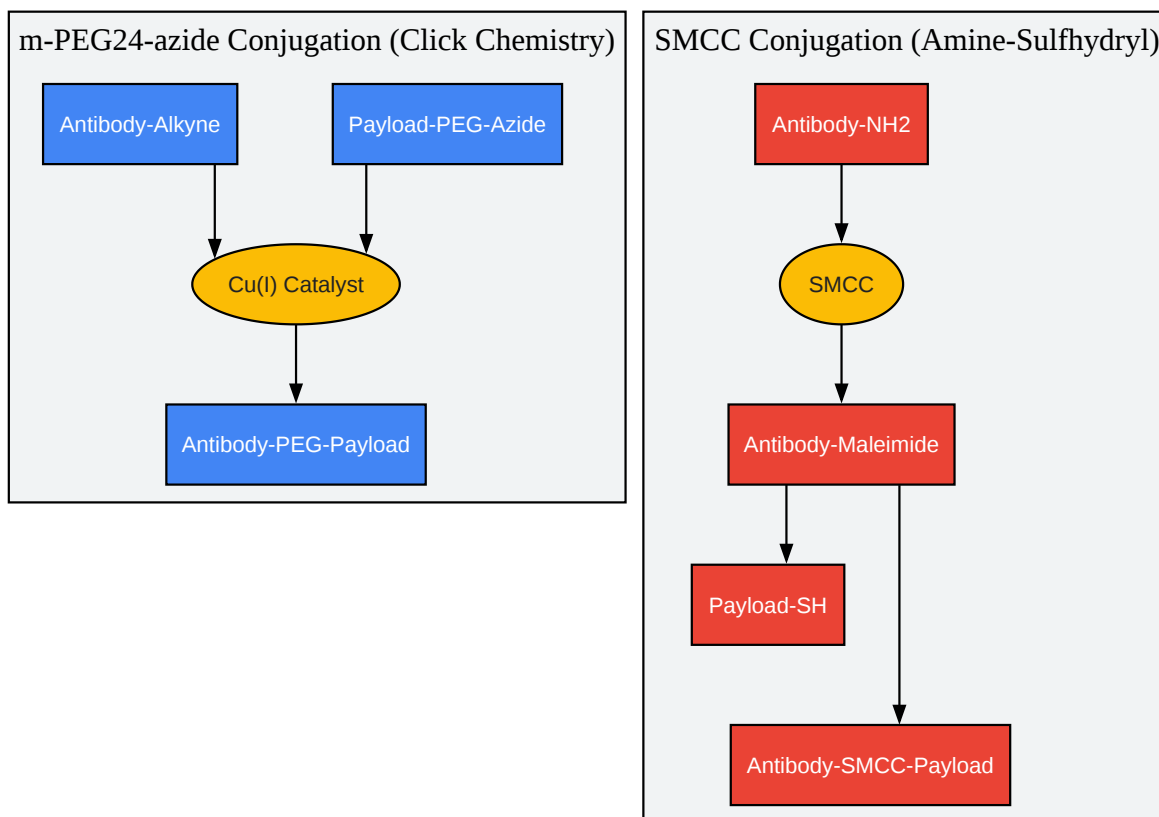 m-PEG24-azide Conjugation (Click Chemistry)
Antibody-Alkyne
Payload-PEG-Azide
Cu(I) Catalyst
Antibody-PEG-Payload
SMCC Conjugation (Amine-Sulfhydryl)
Antibody-NH2
SMCC
Antibody-Maleimide
Payload-SH
Antibody-SMCC-Payload